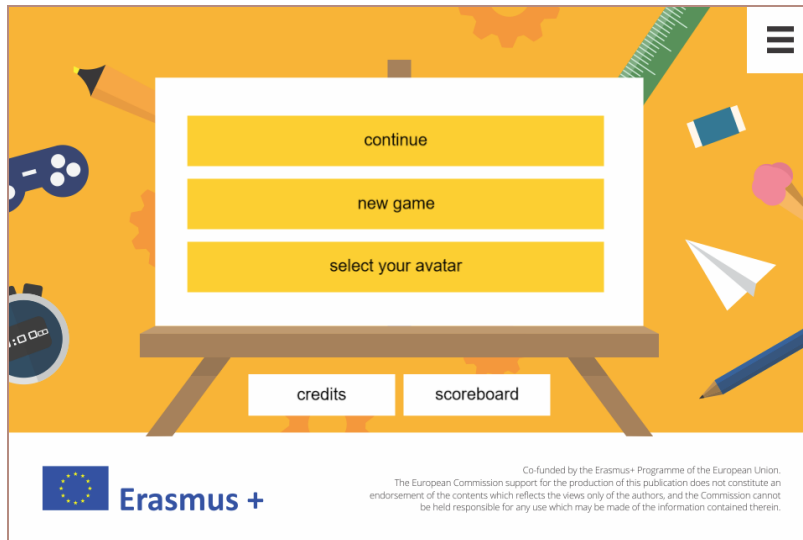 continue
new game
select your avatar
credits
scoreboard
Erasmus +
Co-funded by the Erasmus+ Programme of the European Union.
The European Commission support for the production of this publication does not constitute an
endorsement of the contents which reflects the views only of the authors, and the Commission cannot
be held responsible for any use which may be made of the information contained therein.